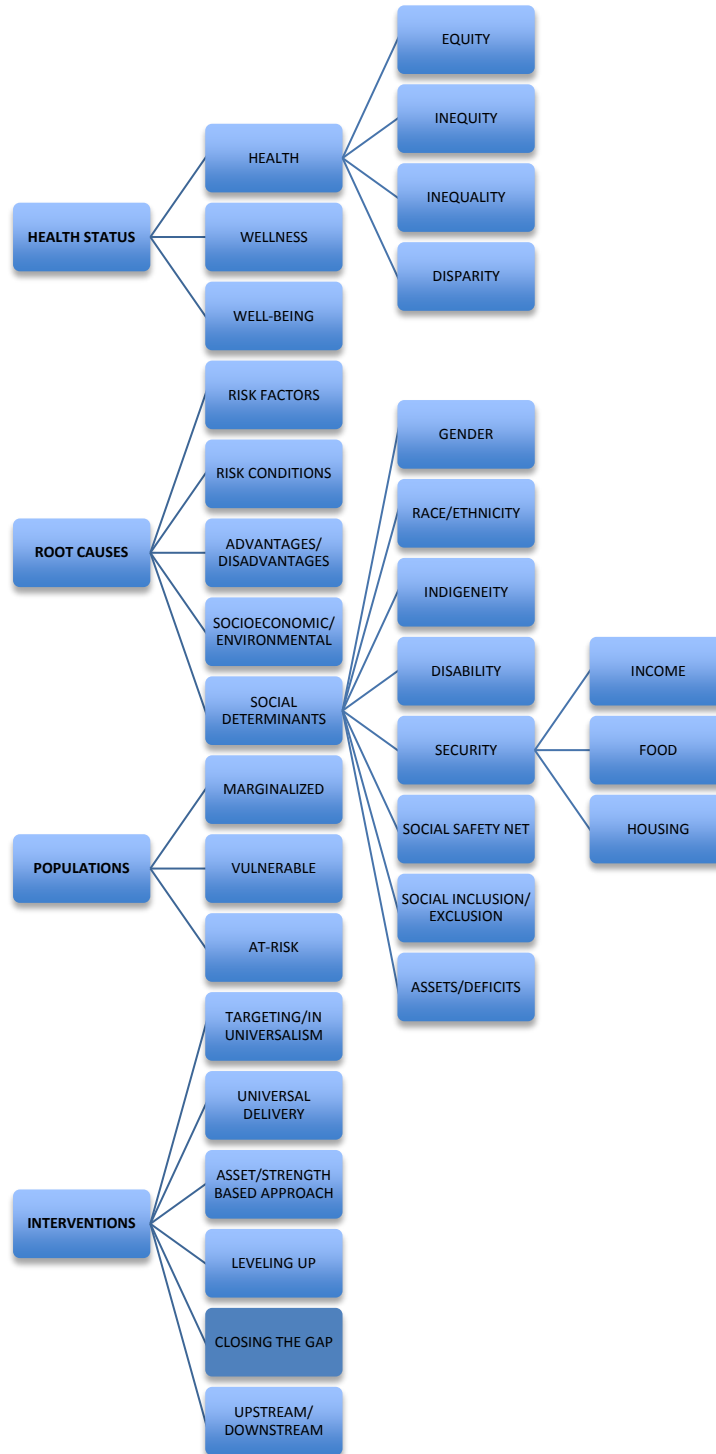 HEALTH STATUS
HEALTH
EQUITY
INEQUITY
INEQUALITY
DISPARITY
WELLNESS
WELL-BEING
ROOT CAUSES
RISK FACTORS
RISK CONDITIONS
ADVANTAGES/
DISADVANTAGES
SOCIOECONOMIC/
ENVIRONMENTAL
SOCIAL
DETERMINANTS
GENDER
RACE/ETHNICITY
INDIGENEITY
DISABILITY
SECURITY
INCOME
FOOD
HOUSING
SOCIAL SAFETY NET
SOCIAL INCLUSION/
EXCLUSION
ASSETS/DEFICITS
POPULATIONS
MARGINALIZED
VULNERABLE
AT-RISK
INTERVENTIONS
TARGETING/IN
UNIVERSALISM
UNIVERSAL
DELIVERY
ASSET/STRENGTH
BASED APPROACH
LEVELING UP
CLOSING THE GAP
UPSTREAM/
DOWNSTREAM